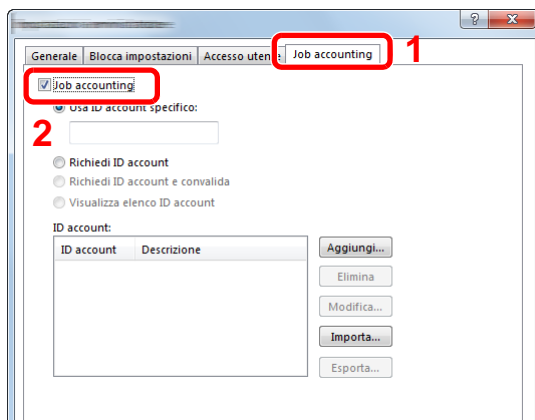 ?
X
Generale Blocca impostazioni Accesso utente Job accounting
1
Job accounting
Usa ID account specifico:
2
Richiedi ID account
Richiedi ID account e convalida
Visualizza elenco ID account
ID account:
ID account Descrizione
Aggiungi...
Elimina
Modifica...
Importa...
Esporta...